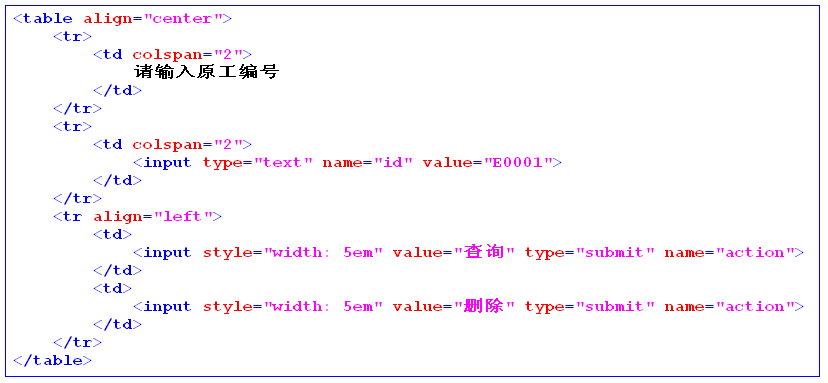 <table align="center">
<tr>
<td colspan="2">
请输入原工编号
</td>
</tr>
<tr>
<td colspan="2">
<input type="text" name="id" value="E0001">
</td>
</tr>
<tr align="left">
<td>
<input style="width: 5em" value="查询" type="submit" name="action">
</td>
<td>
<input style="width: 5em" value="删除" type="submit" name="action">
</td>
</tr>
</table>